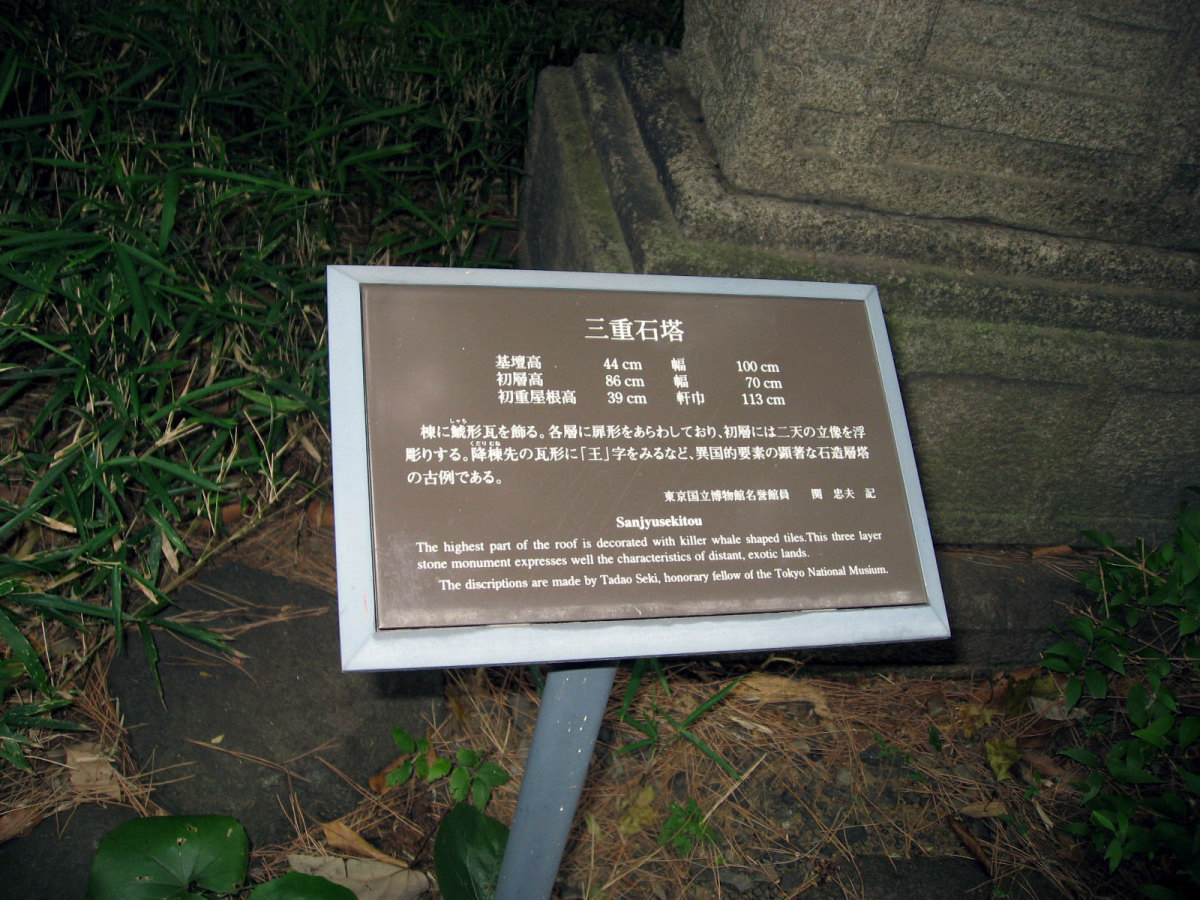 三重石塔
基壇高 44 cm 幅 100 cm
初層高 86 cm 幅 70 cm
初重屋根高 39 cm 軒巾 113 cm
しゃち
棟に鯱形瓦を飾る。各層に扉形をあらわしており、初層には二天の立像を浮
くだりむね
彫りする。降棟先の瓦形に「王」字をみるなど、異国的要素の顕著な石造層塔
の古例である。
東京国立博物館名誉館員 関 忠夫 記
Sanjyusekitou
The highest part of the roof is decorated with killer whale shaped tiles.This three layer
stone monument expresses well the characteristics of distant, exotic lands.
The discriptions are made by Tadao Seki, honorary fellow of the Tokyo National Musium.